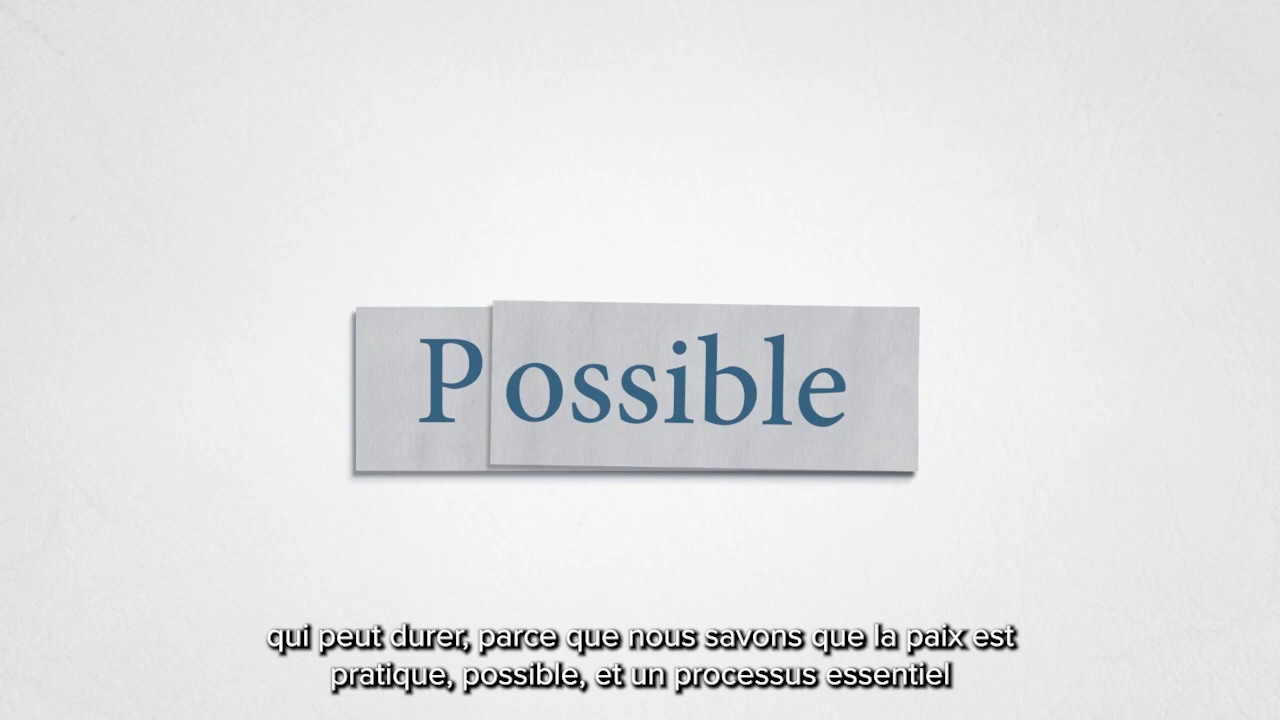 Possible
qui peut durer, parce que nous savons que la paix est
pratique, possible, et un processus essentiel